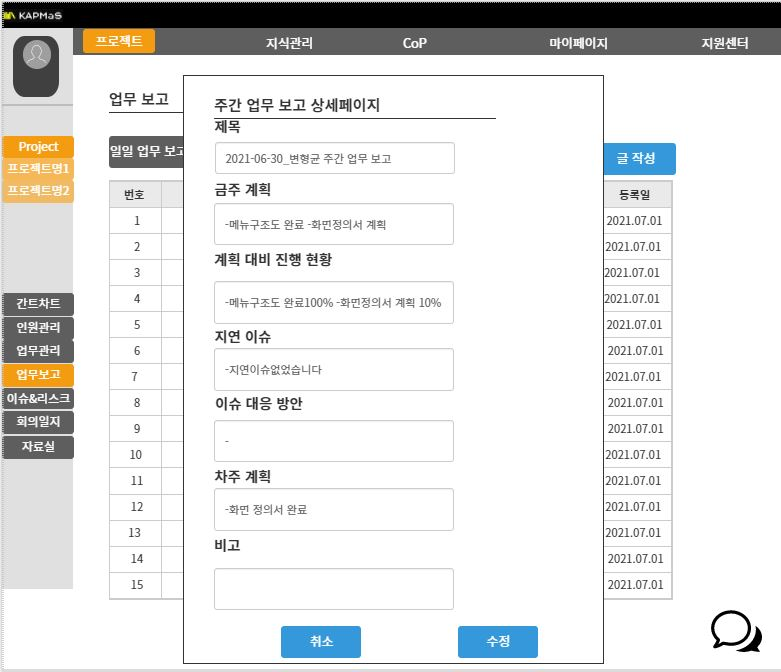 KAPMaS
프로젝트 지식관리 CoP 마이페이지 지원센터
Project
프로젝트명1
프로젝트명2
간트차트
인원관리
업무관리
업무보고
이슈&리스크
회의일지
자료실
업무 보고
일일 업무 보고
글 작성
번호 등록일
1 2021.07.01
2 2021.07.01
3 2021.07.01
4 2021.07.01
5 2021.07.01
6 2021.07.01
7 2021.07.01
8 2021.07.01
9 2021.07.01
10 2021.07.01
11 2021.07.01
12 2021.07.01
13 2021.07.01
14 2021.07.01
15 2021.07.01
주간 업무 보고 상세페이지
제목
2021-06-30_변형균 주간 업무 보고
금주 계획
-메뉴구조도 완료 -화면정의서 계획
계획 대비 진행 현황
-메뉴구조도 완료100% -화면정의서 계획 10%
지연 이슈
-지연이슈없었습니다
이슈 대응 방안
-
차주 계획
-화면 정의서 완료
비고
취소 수정